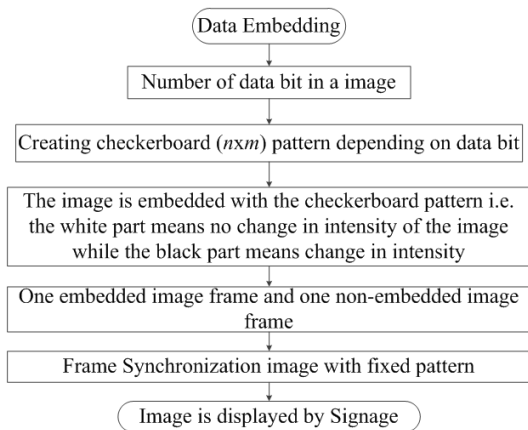 Data Embedding
Number of data bit in a image
Creating checkerboard (nxm) pattern depending on data bit
The image is embedded with the checkerboard pattern i.e.
the white part means no change in intensity of the image
while the black part means change in intensity
One embedded image frame and one non-embedded image
frame
Frame Synchronization image with fixed pattern
Image is displayed by Signage